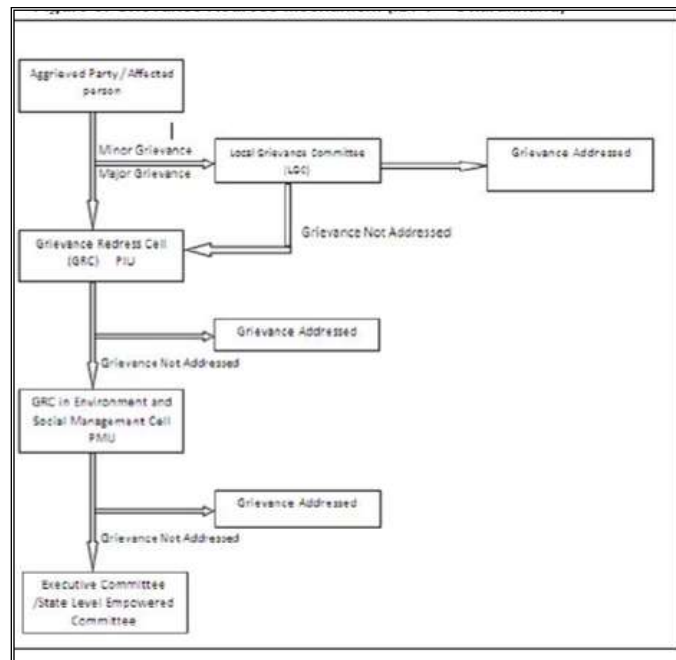 Aggrieved Party / Affected
person
Minor Grievance
Major Grievance
Local Grievance Committee
(LGC)
Grievance Addressed
Grievance Not Addressed
Grievance Redress Cell
(GRC) PIU
Grievance Addressed
Grievance Not Addressed
GRC in Environment and
Social Management Cell
PMU
Grievance Addressed
Grievance Not Addressed
Executive Committee
/State Level Empowered
Committee